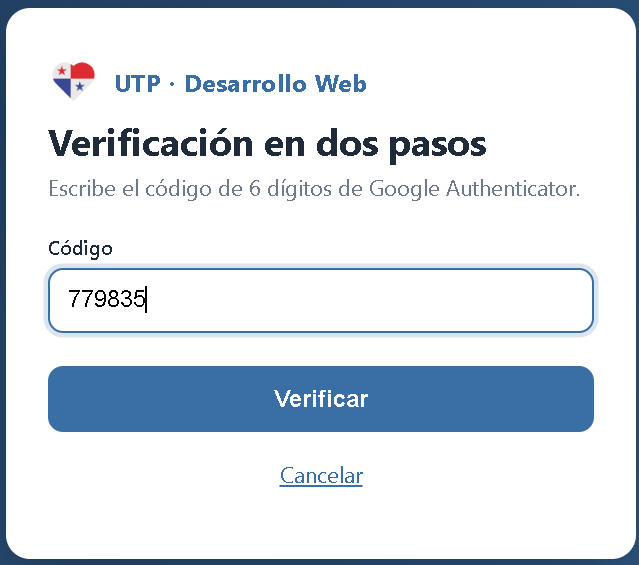 UTP · Desarrollo Web
Verificación en dos pasos
Escribe el código de 6 dígitos de Google Authenticator.
Código
779835
Verificar
Cancelar